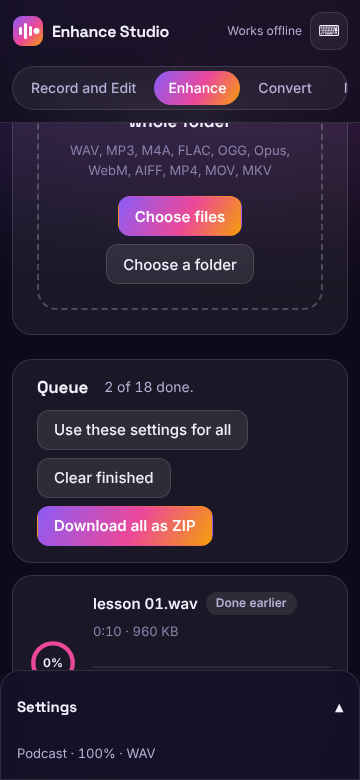 Enhance Studio
Works offline
Record and Edit
Enhance
Convert
whole folder
WAV, MP3, M4A, FLAC, OGG, Opus,
WebM, AIFF, MP4, MOV, MKV
Choose files
Choose a folder
Queue
2 of 18 done.
Use these settings for all
Clear finished
Download all as ZIP
lesson 01.wav
Done earlier
0:10 · 960 KB
0%
Settings
▲
Podcast · 100% · WAV